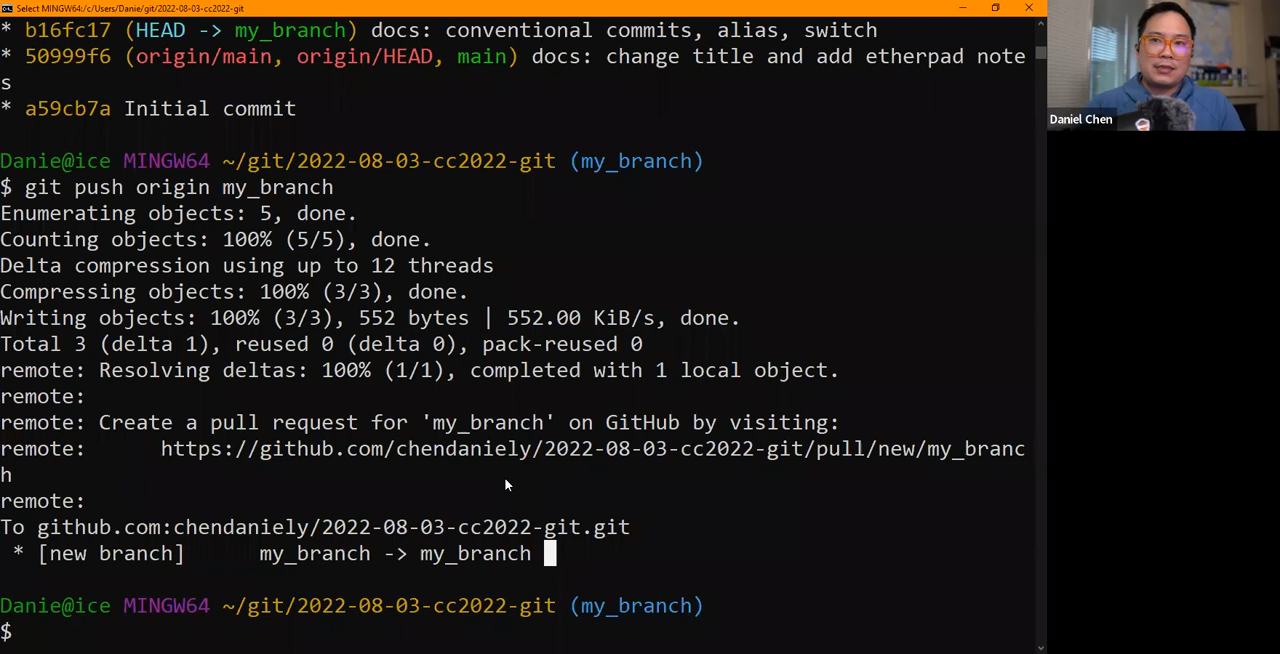 Select MINGW64:/c/Users/Danie/git/2022-08-03-cc2022-git
* b16fc17 (HEAD -> my_branch) docs: conventional commits, alias, switch
* 50999f6 (origin/main, origin/HEAD, main) docs: change title and add etherpad note
s
* a59cb7a Initial commit
Danie@ice MINGW64 ~/git/2022-08-03-cc2022-git (my_branch)
$ git push origin my_branch
Enumerating objects: 5, done.
Counting objects: 100% (5/5), done.
Delta compression using up to 12 threads
Compressing objects: 100% (3/3), done.
Writing objects: 100% (3/3), 552 bytes | 552.00 KiB/s, done.
Total 3 (delta 1), reused 0 (delta 0), pack-reused 0
remote: Resolving deltas: 100% (1/1), completed with 1 local object.
remote:
remote: Create a pull request for 'my_branch' on GitHub by visiting:
remote:      https://github.com/chendaniely/2022-08-03-cc2022-git/pull/new/my_branc
h
remote:
To github.com:chendaniely/2022-08-03-cc2022-git.git
 * [new branch]      my_branch -> my_branch
Danie@ice MINGW64 ~/git/2022-08-03-cc2022-git (my_branch)
$
Daniel Chen